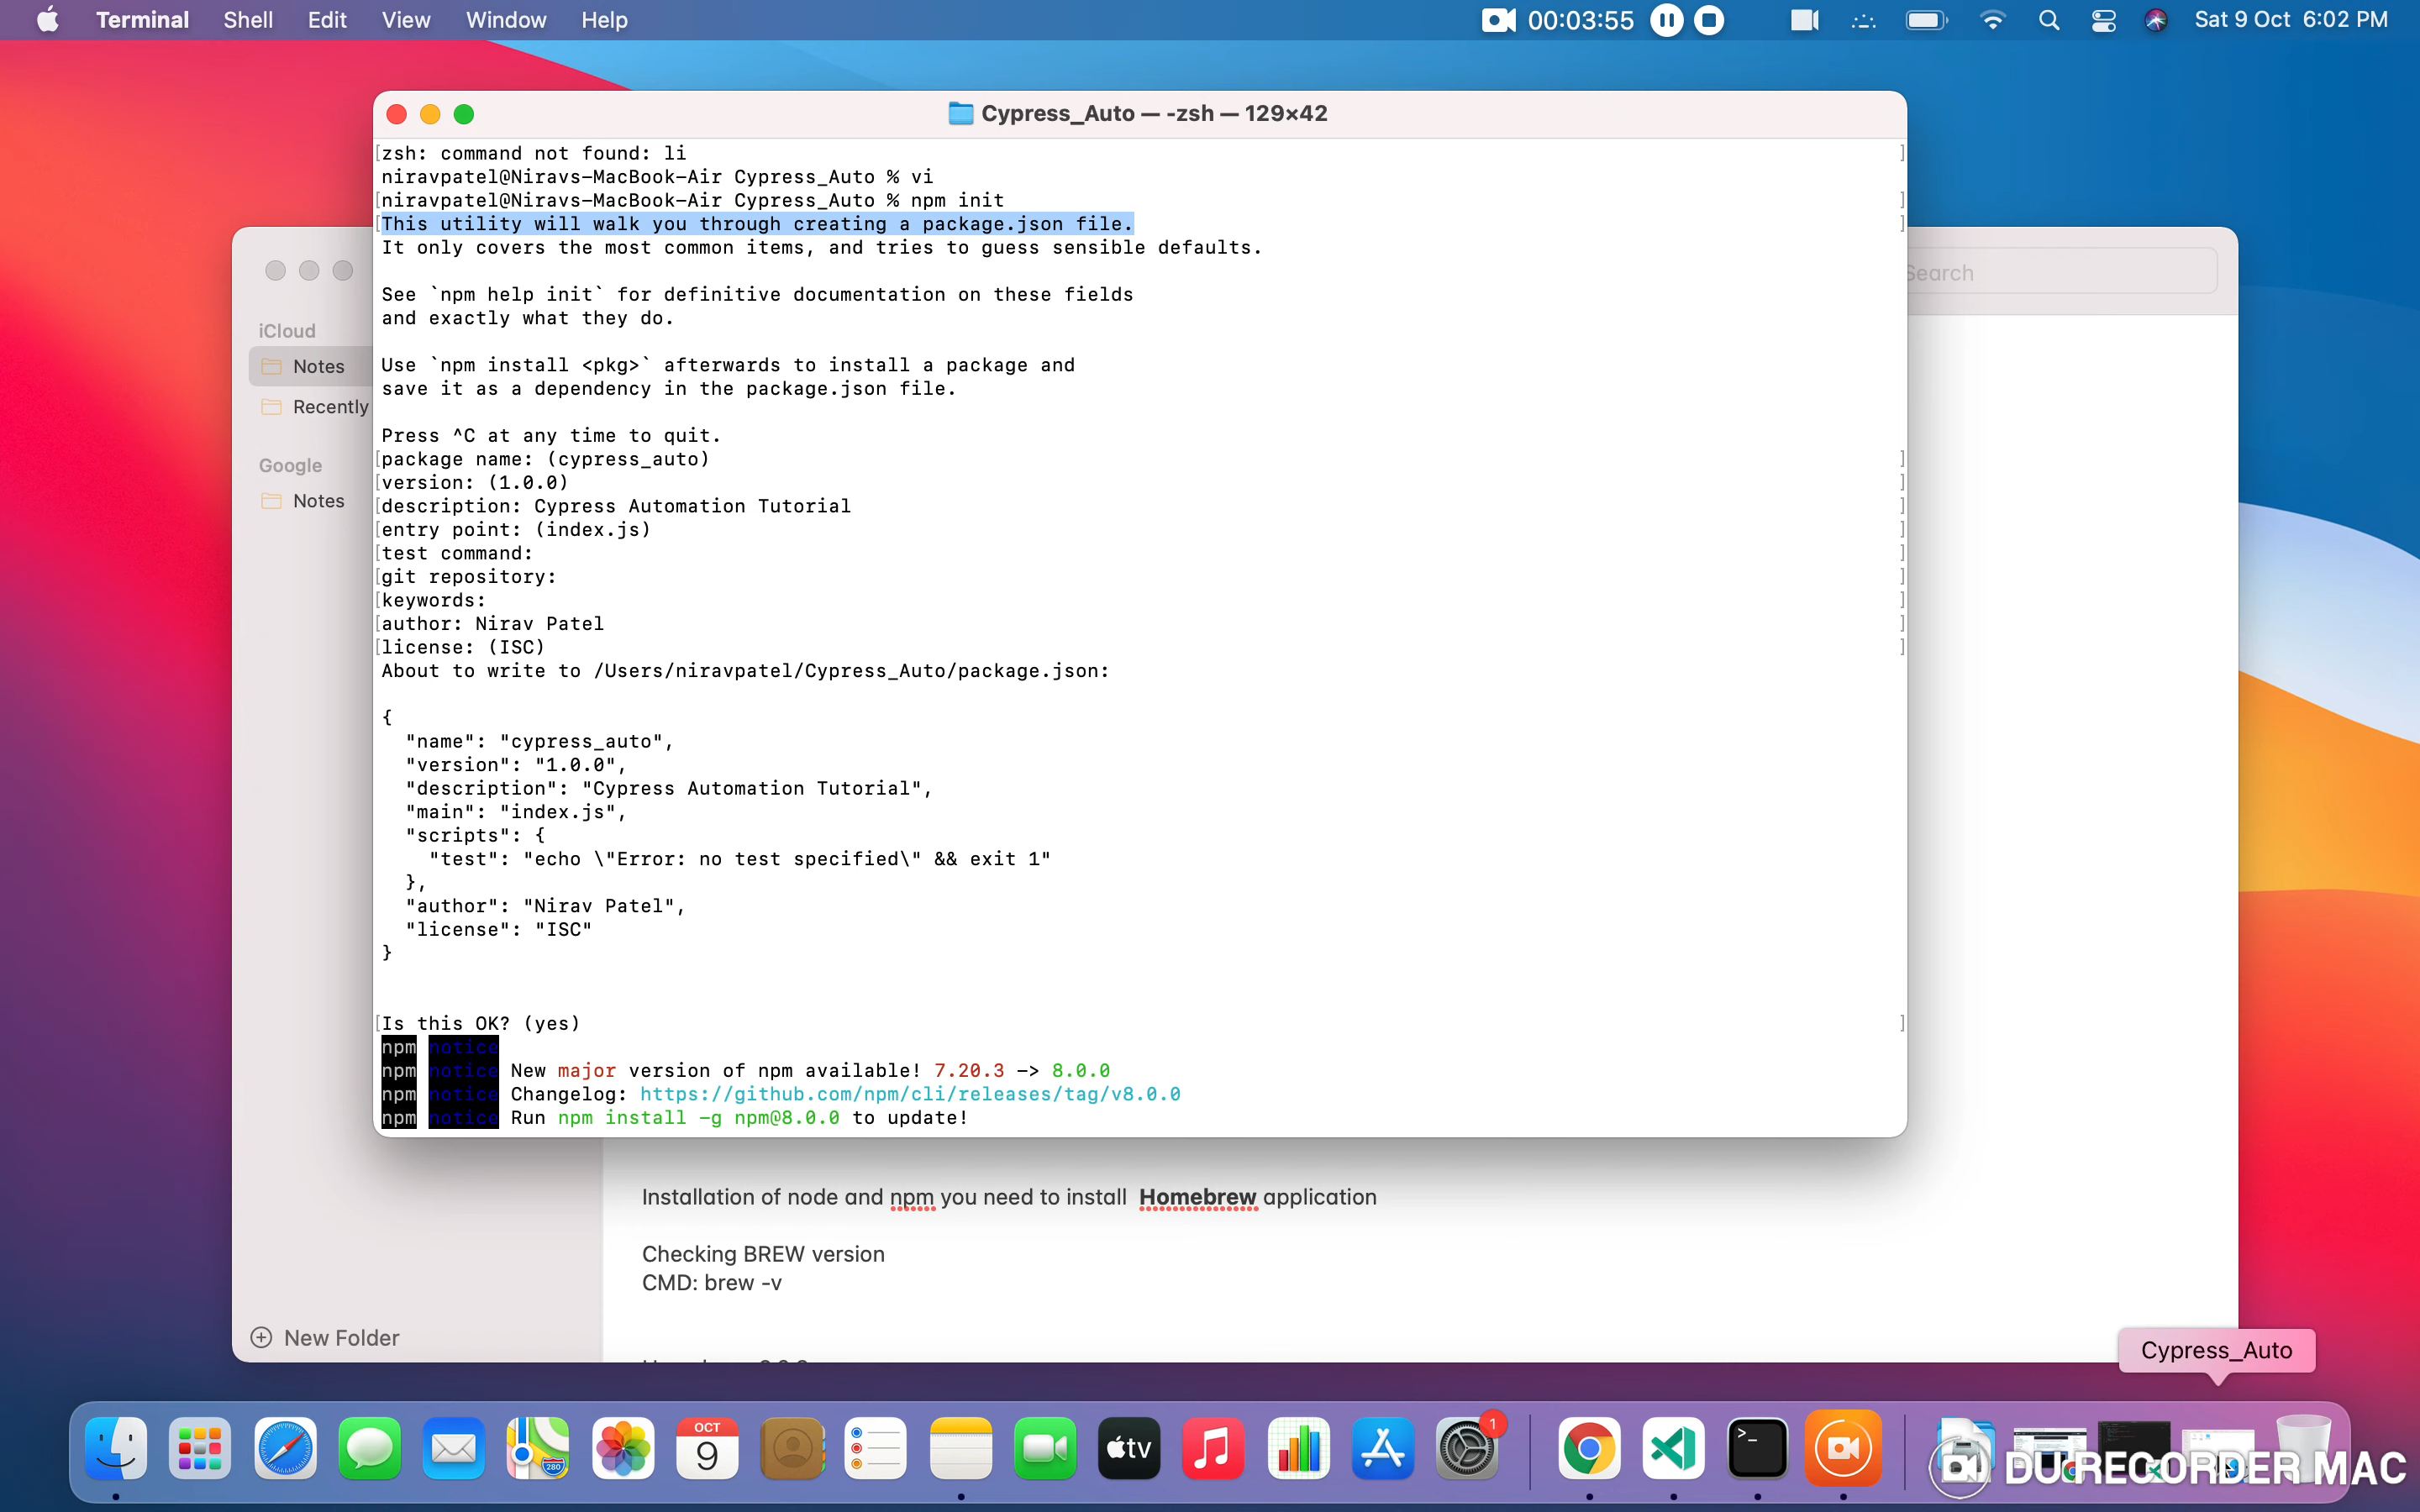 Terminal Shell Edit View Window Help 00:03:55 Sat 9 Oct 6:02 PM
Cypress_Auto — -zsh — 129×42
[zsh: command not found: li ]
niravpatel@Niravs-MacBook-Air Cypress_Auto % vi
[niravpatel@Niravs-MacBook-Air Cypress_Auto % npm init ]
[This utility will walk you through creating a package.json file. ]
It only covers the most common items, and tries to guess sensible defaults.
See `npm help init` for definitive documentation on these fields
and exactly what they do.
Use `npm install <pkg>` afterwards to install a package and
save it as a dependency in the package.json file.
Press ^C at any time to quit.
[package name: (cypress_auto) ]
[version: (1.0.0) ]
[description: Cypress Automation Tutorial ]
[entry point: (index.js) ]
[test command: ]
[git repository: ]
[keywords: ]
[author: Nirav Patel ]
[license: (ISC) ]
About to write to /Users/niravpatel/Cypress_Auto/package.json:
{
"name": "cypress_auto",
"version": "1.0.0",
"description": "Cypress Automation Tutorial",
"main": "index.js",
"scripts": {
"test": "echo \"Error: no test specified\" && exit 1"
},
"author": "Nirav Patel",
"license": "ISC"
}
[Is this OK? (yes) ]
npm notice
npm notice New major version of npm available! 7.20.3 -> 8.0.0
npm notice Changelog: https://github.com/npm/cli/releases/tag/v8.0.0
npm notice Run npm install -g npm@8.0.0 to update!
Search
iCloud
Notes
Recently
Google
Notes
Installation of node and npm you need to install Homebrew application
Checking BREW version
CMD: brew -v
New Folder
Cypress_Auto
OCT
9
280
tv
1
>_
DU RECORDER MAC